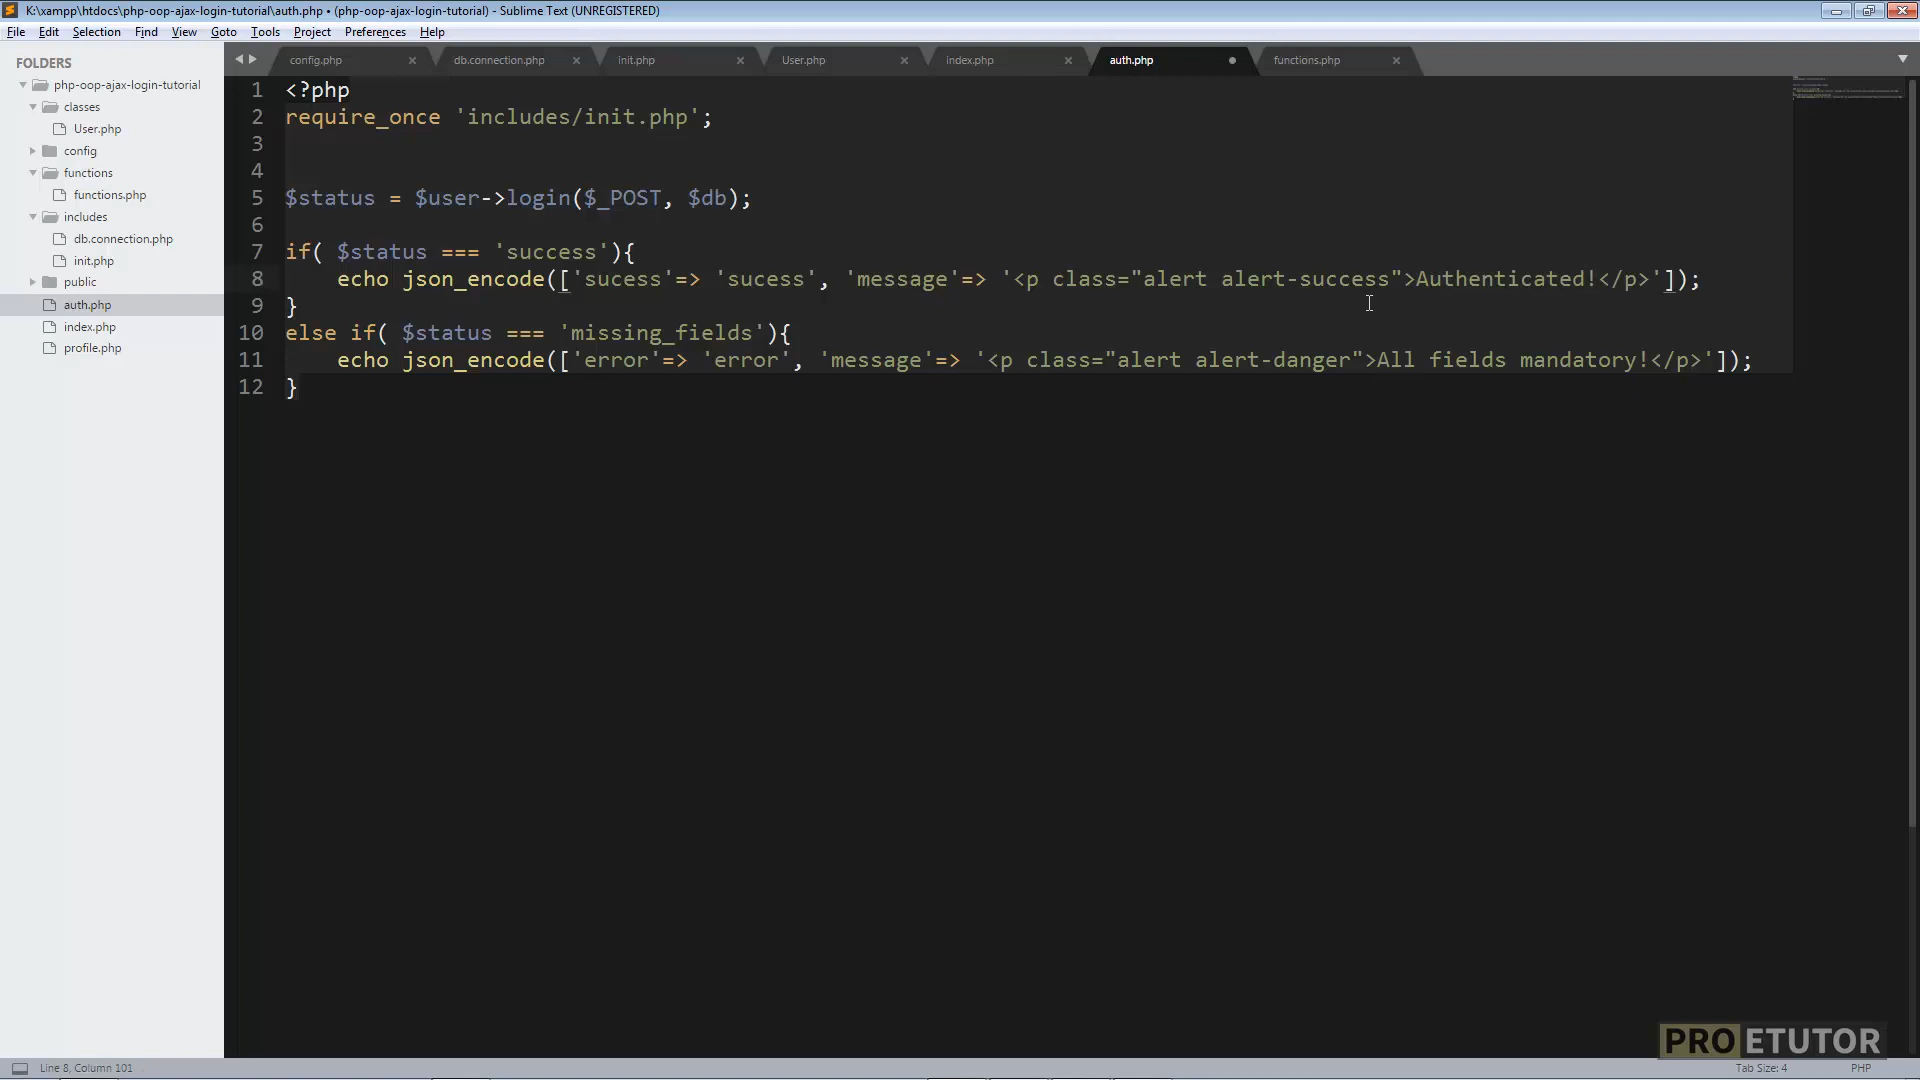 K:\xampp\htdocs\php-oop-ajax-login-tutorial\auth.php • (php-oop-ajax-login-tutorial) - Sublime Text (UNREGISTERED)
File Edit Selection Find View Goto Tools Project Preferences Help
FOLDERS
php-oop-ajax-login-tutorial
classes
User.php
config
functions
functions.php
includes
db.connection.php
init.php
public
auth.php
index.php
profile.php
config.php db.connection.php init.php User.php index.php auth.php functions.php
1 <?php
2 require_once 'includes/init.php';
3
4
5 $status = $user->login($_POST, $db);
6
7 if( $status === 'success'){
8 echo json_encode(['sucess'=> 'sucess', 'message'=> '<p class="alert alert-success">Authenticated!</p>']);
9 }
10 else if( $status === 'missing_fields'){
11 echo json_encode(['error'=> 'error', 'message'=> '<p class="alert alert-danger">All fields mandatory!</p>']);
12 }
PRO ETUTOR
Line 8, Column 101 Tab Size: 4 PHP